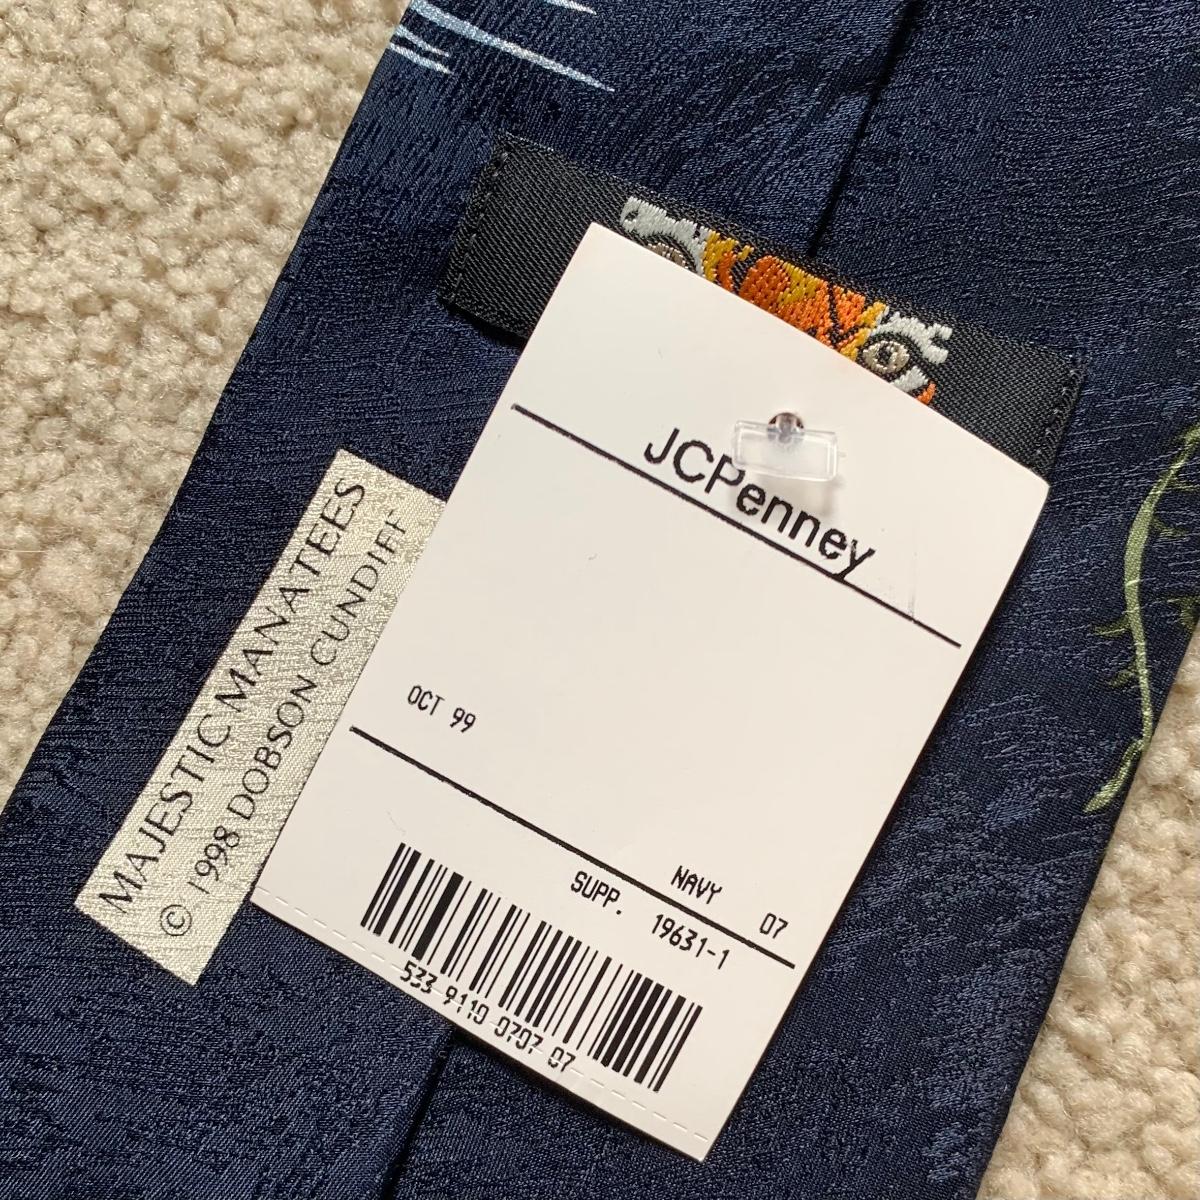 JCPenney
OCT 99
NAVY 07
SUPP. 19631-1
533 9110 0707 07
MAJESTIC MANATEES
© 1998 DOBSON CUNDIFF